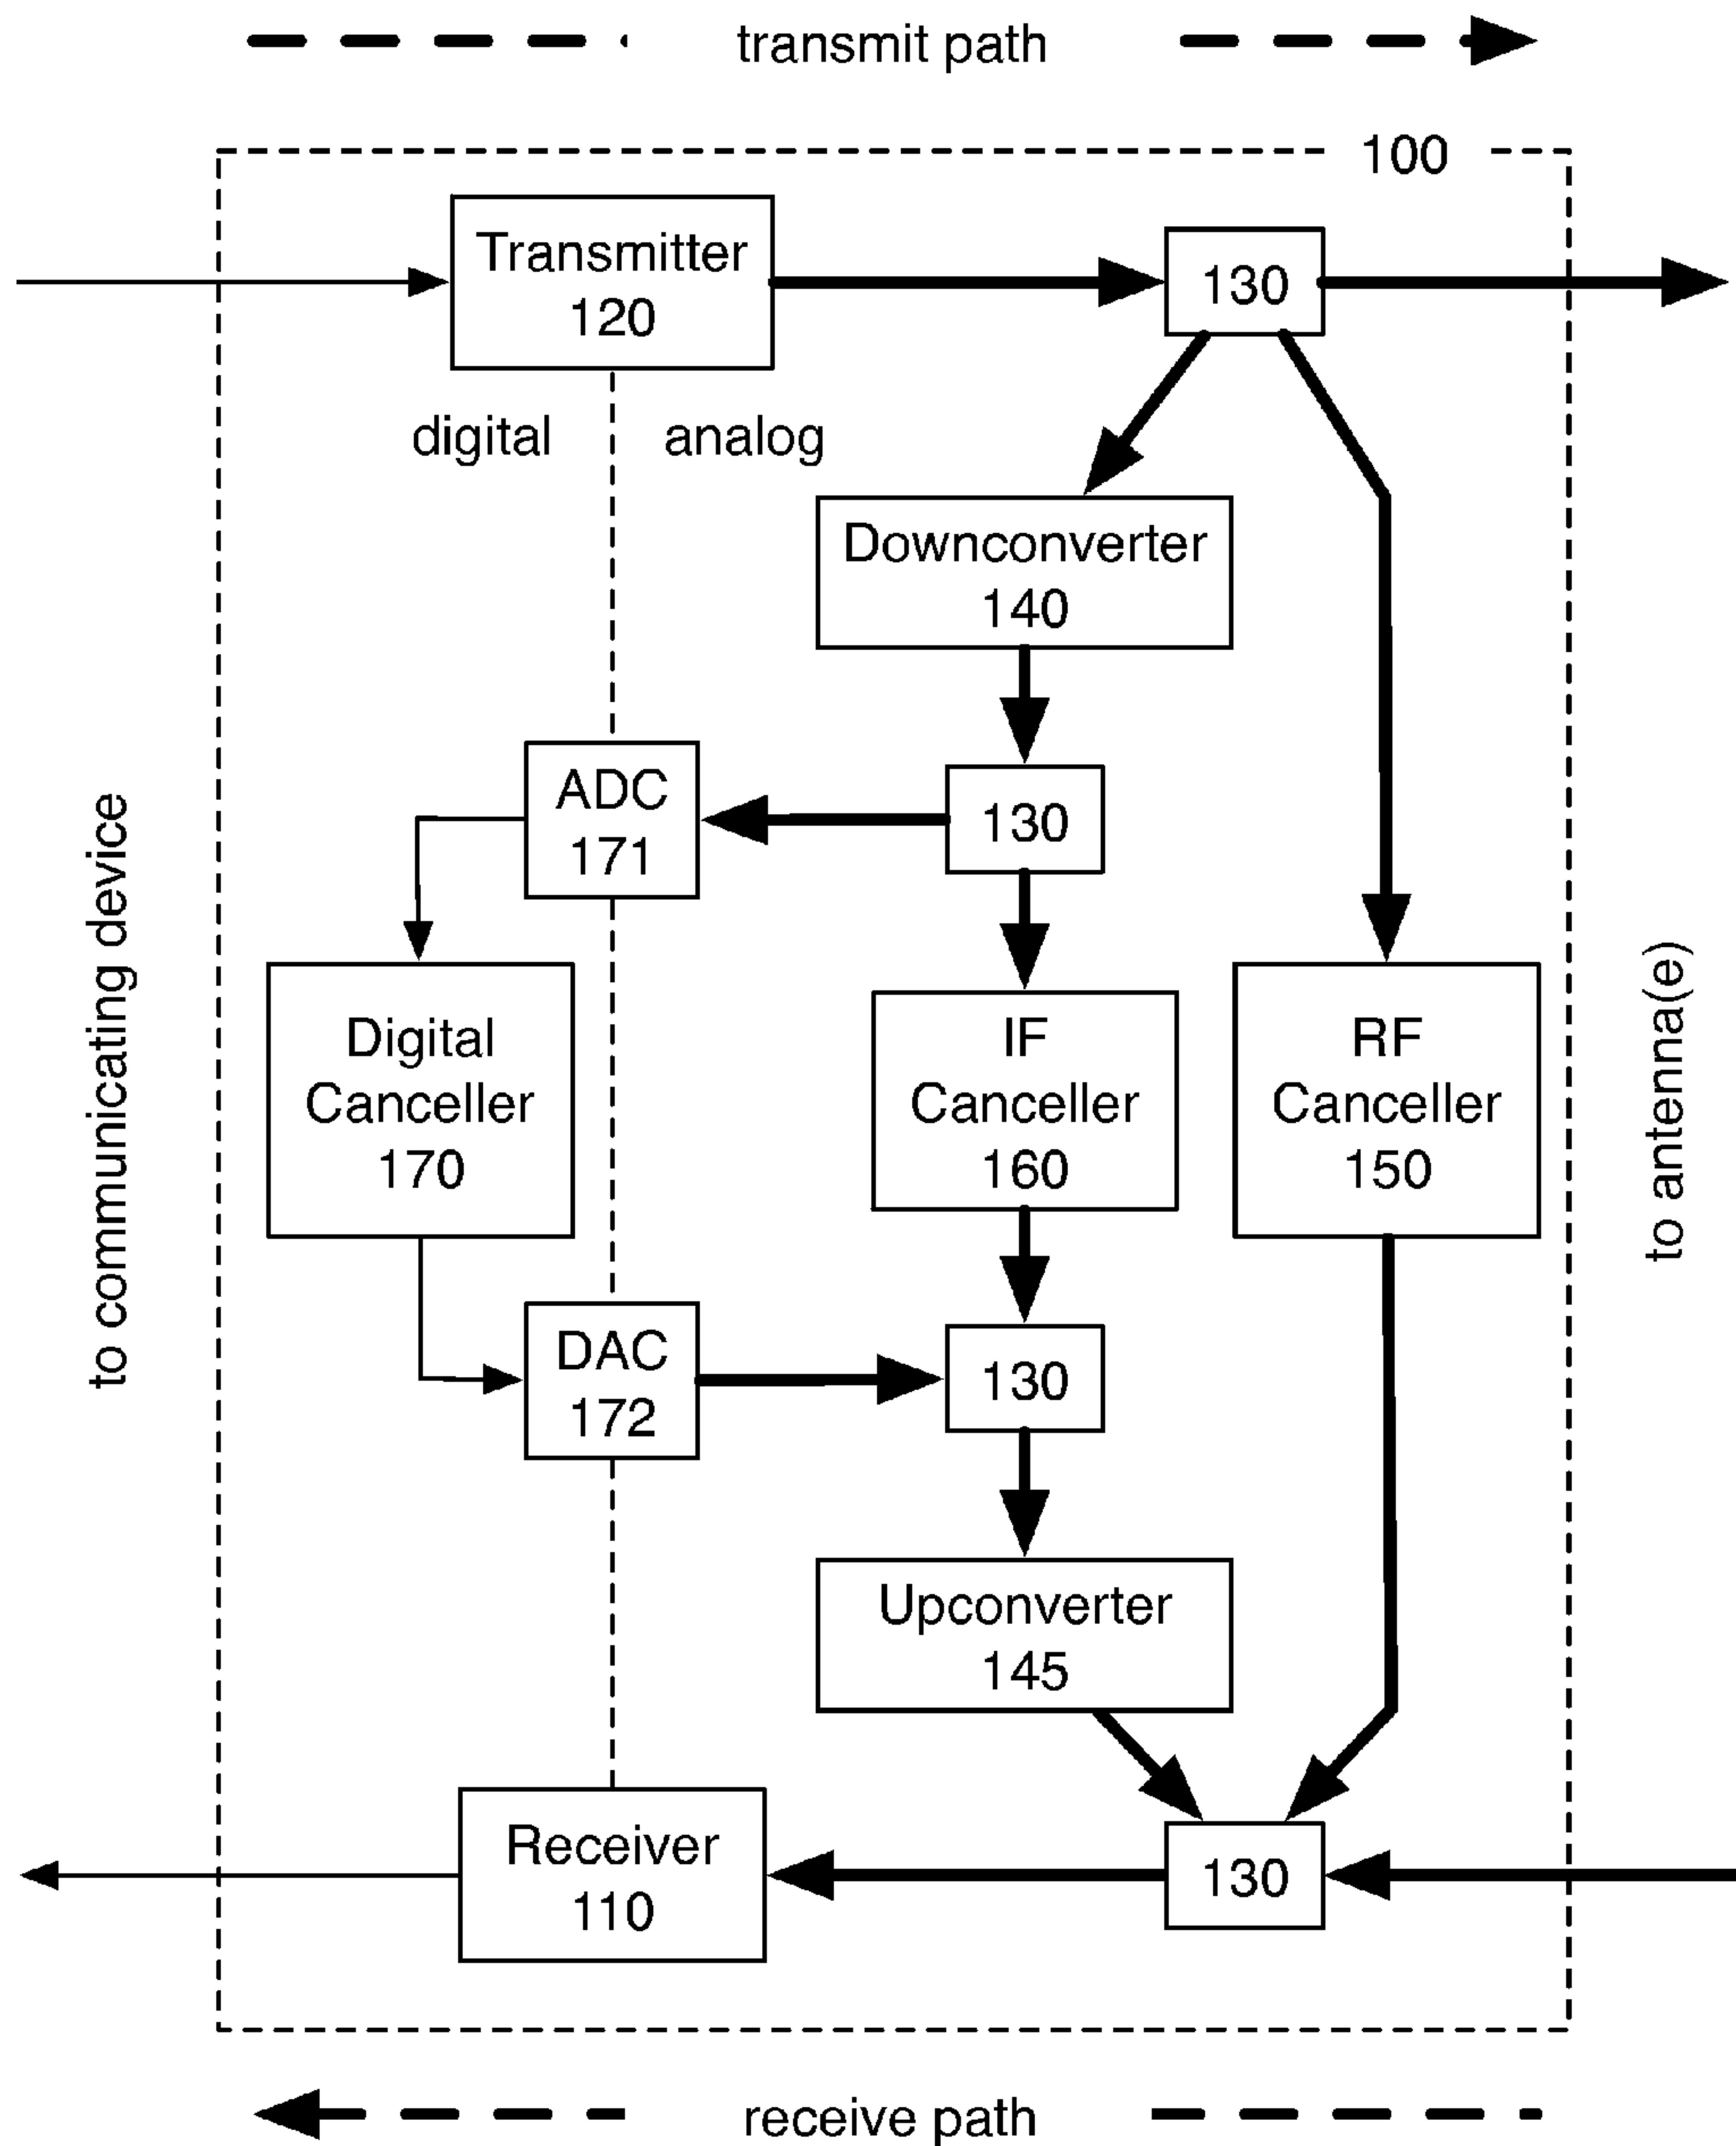 transmit path
100
Transmitter
120
130
digital
analog
Downconverter
140
ADC
171
130
to communicating device
to antenna(e)
Digital
Canceller
170
IF
Canceller
160
RF
Canceller
150
DAC
172
130
Upconverter
145
Receiver
110
130
receive path